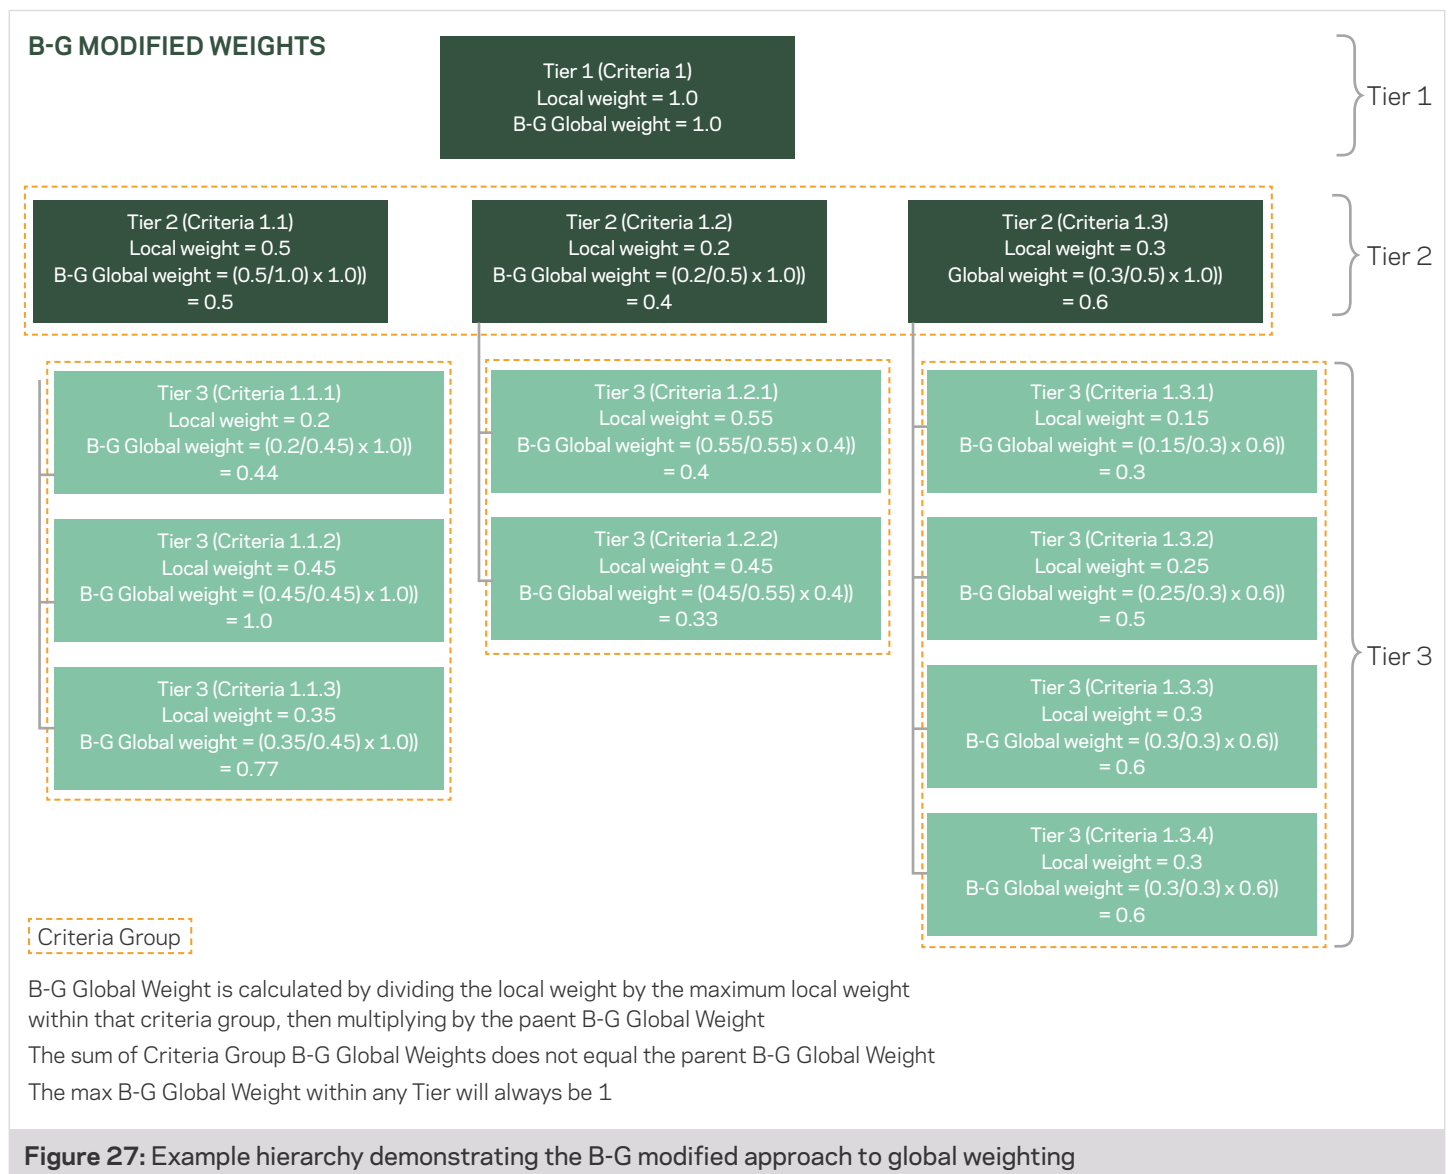 B-G MODIFIED WEIGHTS
Tier 1 (Criteria 1)
Local weight = 1.0
B-G Global weight = 1.0
Tier 1
Tier 2 (Criteria 1.1)
Local weight = 0.5
B-G Global weight = (0.5/1.0) x 1.0))
= 0.5
Tier 2 (Criteria 1.2)
Local weight = 0.2
B-G Global weight = (0.2/0.5) x 1.0))
= 0.4
Tier 2 (Criteria 1.3)
Local weight = 0.3
Global weight = (0.3/0.5) x 1.0))
= 0.6
Tier 2
Tier 3 (Criteria 1.1.1)
Local weight = 0.2
B-G Global weight = (0.2/0.45) x 1.0))
= 0.44
Tier 3 (Criteria 1.1.2)
Local weight = 0.45
B-G Global weight = (0.45/0.45) x 1.0))
= 1.0
Tier 3 (Criteria 1.1.3)
Local weight = 0.35
B-G Global weight = (0.35/0.45) x 1.0))
= 0.77
Tier 3 (Criteria 1.2.1)
Local weight = 0.55
B-G Global weight = (0.55/0.55) x 0.4))
= 0.4
Tier 3 (Criteria 1.2.2)
Local weight = 0.45
B-G Global weight = (045/0.55) x 0.4))
= 0.33
Tier 3 (Criteria 1.3.1)
Local weight = 0.15
B-G Global weight = (0.15/0.3) x 0.6))
= 0.3
Tier 3 (Criteria 1.3.2)
Local weight = 0.25
B-G Global weight = (0.25/0.3) x 0.6))
= 0.5
Tier 3 (Criteria 1.3.3)
Local weight = 0.3
B-G Global weight = (0.3/0.3) x 0.6))
= 0.6
Tier 3 (Criteria 1.3.4)
Local weight = 0.3
B-G Global weight = (0.3/0.3) x 0.6))
= 0.6
Tier 3
Criteria Group
B-G Global Weight is calculated by dividing the local weight by the maximum local weight
within that criteria group, then multiplying by the paent B-G Global Weight
The sum of Criteria Group B-G Global Weights does not equal the parent B-G Global Weight
The max B-G Global Weight within any Tier will always be 1
Figure 27: Example hierarchy demonstrating the B-G modified approach to global weighting